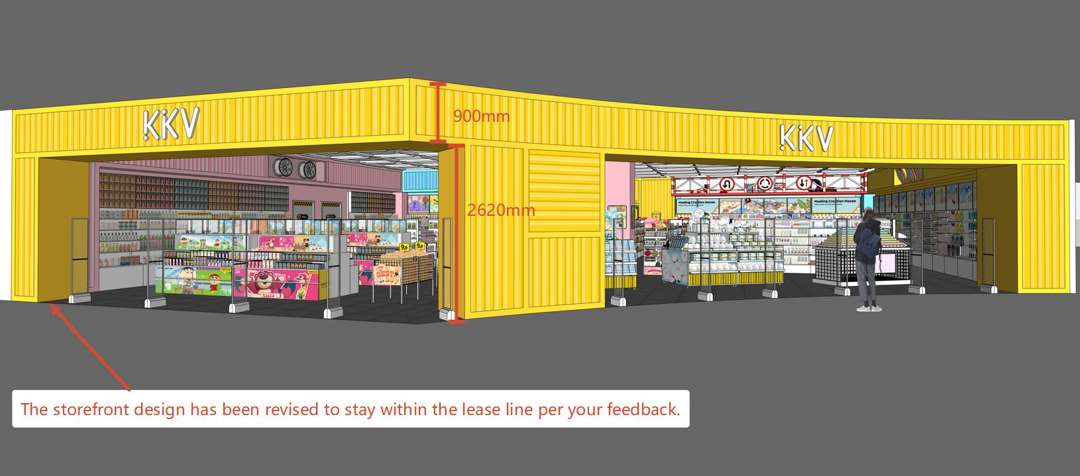 KKV
900mm
KKV
2620mm
The storefront design has been revised to stay within the lease line per your feedback.